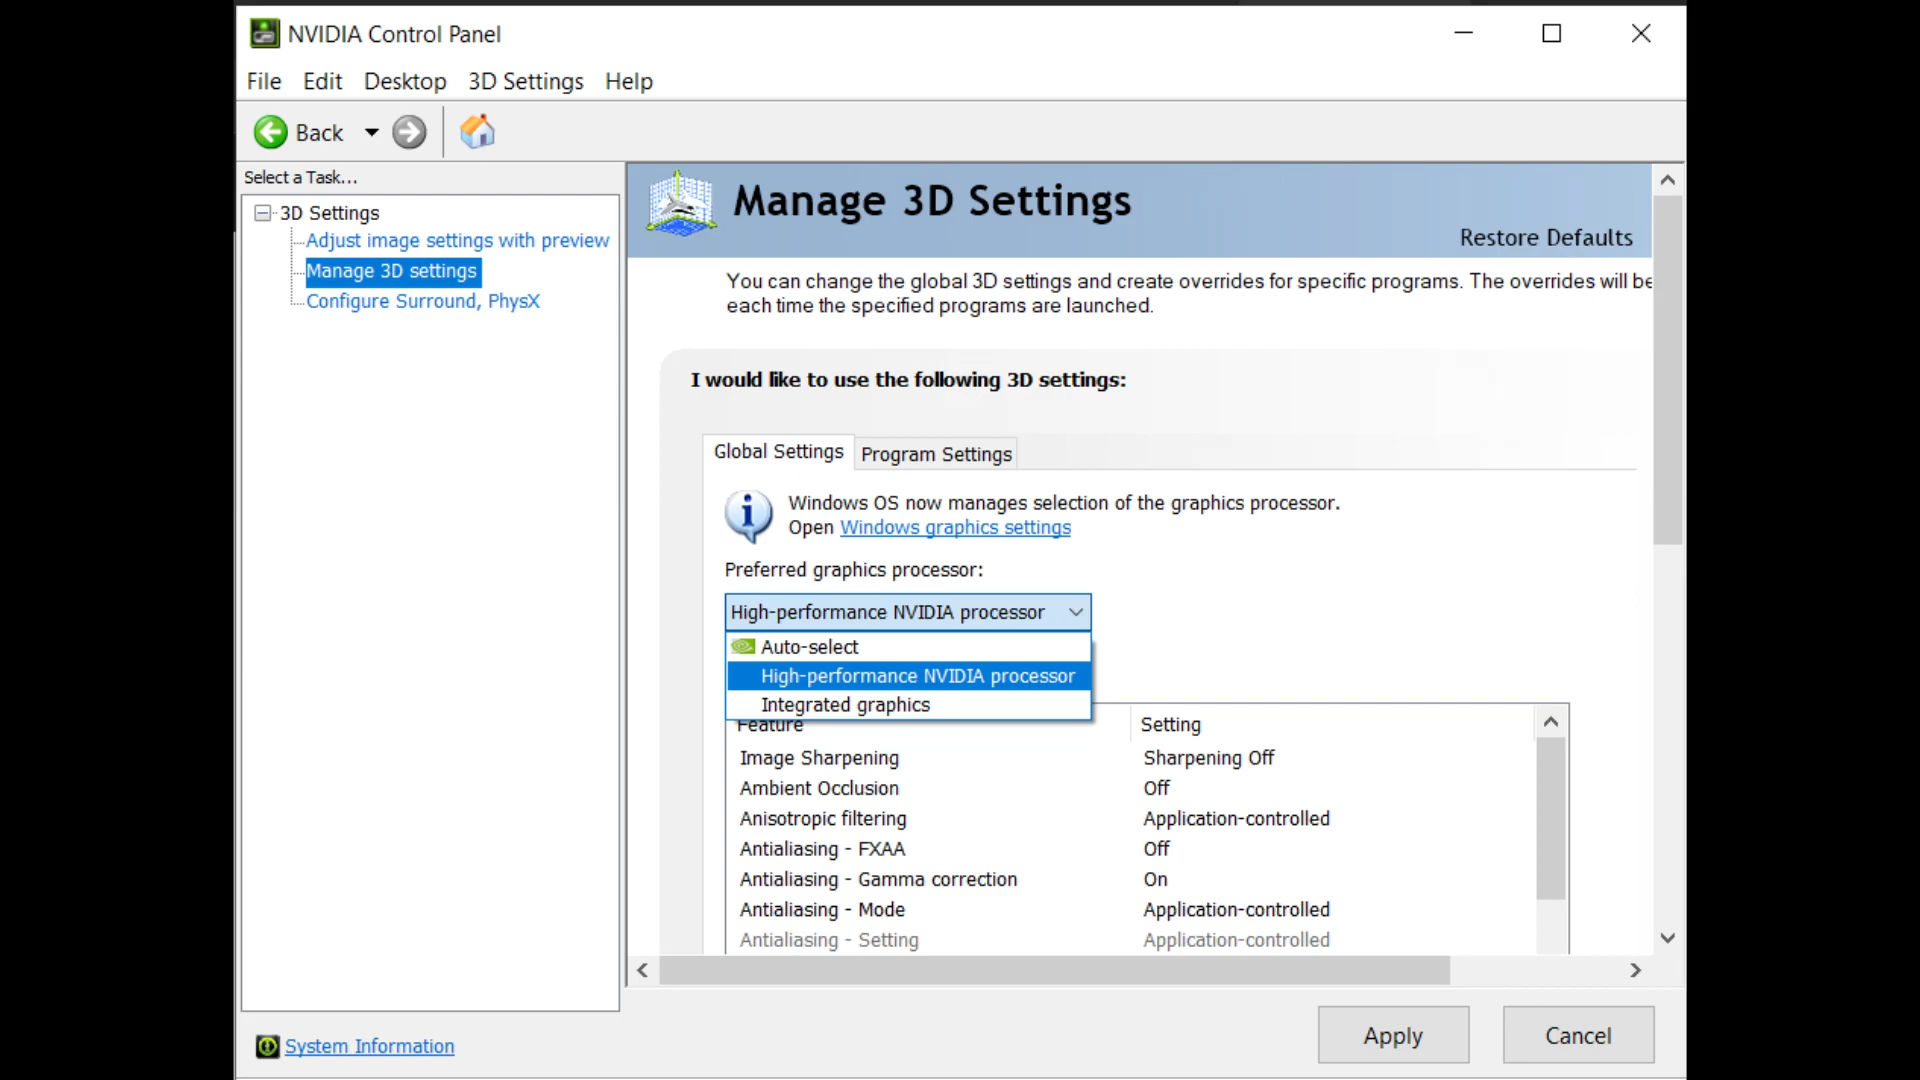 NVIDIA Control Panel
File Edit Desktop 3D Settings Help
Back
Select a Task...
3D Settings
Adjust image settings with preview
Manage 3D settings
Configure Surround, PhysX
System Information
Manage 3D Settings
Restore Defaults
You can change the global 3D settings and create overrides for specific programs. The overrides will be
each time the specified programs are launched.
I would like to use the following 3D settings:
Global Settings Program Settings
Windows OS now manages selection of the graphics processor.
Open Windows graphics settings
Preferred graphics processor:
High-performance NVIDIA processor
Auto-select
High-performance NVIDIA processor
Integrated graphics
Feature Setting
Image Sharpening Sharpening Off
Ambient Occlusion Off
Anisotropic filtering Application-controlled
Antialiasing - FXAA Off
Antialiasing - Gamma correction On
Antialiasing - Mode Application-controlled
Antialiasing - Setting Application-controlled
Apply Cancel